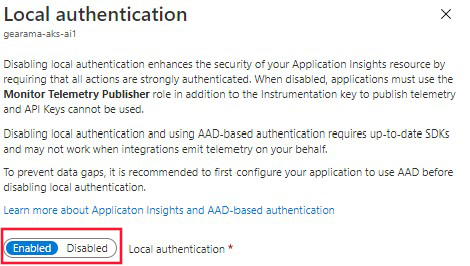 Local authentication
gearama-aks-ai1
Disabling local authentication enhances the security of your Application Insights resource by
requiring that all actions are strongly authenticated. When disabled, applications must use the
Monitor Telemetry Publisher role in addition to the Instrumentation key to publish telemetry
and API Keys cannot be used.
Disabling local authentication and using AAD-based authentication requires up-to-date SDKs
and may not work when integrations emit telemetry on your behalf.
To prevent data gaps, it is recommended to first configure your application to use AAD before
disabling local authentication.
Learn more about Applicaton Insights and AAD-based authentication
Enabled Disabled Local authentication *